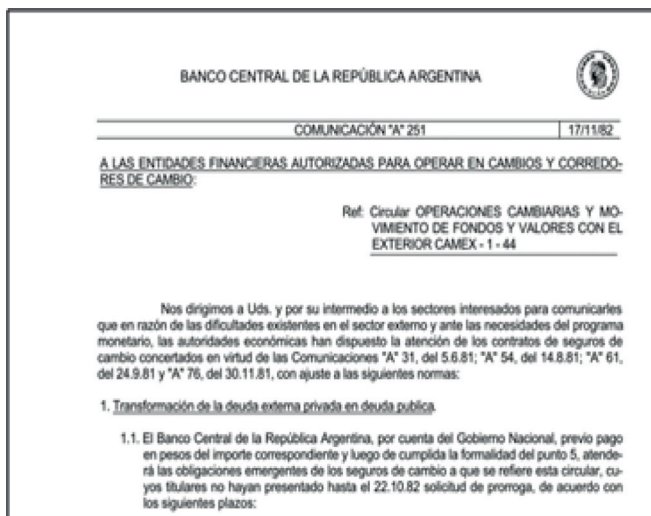 BANCO CENTRAL DE LA REPÚBLICA ARGENTINA
COMUNICACIÓN "A" 251 17/11/82
A LAS ENTIDADES FINANCIERAS AUTORIZADAS PARA OPERAR EN CAMBIOS Y CORREDO-
RES DE CAMBIO:
Ref: Circular OPERACIONES CAMBIARIAS Y MO-
VIMIENTO DE FONDOS Y VALORES CON EL
EXTERIOR CAMEX - 1 - 44
Nos dirigimos a Uds. y por su intermedio a los sectores interesados para comunicarles
que en razón de las dificultades existentes en el sector externo y ante las necesidades del programa
monetario, las autoridades económicas han dispuesto la atención de los contratos de seguros de
cambio concertados en virtud de las Comunicaciones "A" 31, del 5.6.81; "A" 54, del 14.8.81; "A" 61,
del 24.9.81 y "A" 76, del 30.11.81, con ajuste a las siguientes normas:
1. Transformación de la deuda externa privada en deuda publica.
1.1. El Banco Central de la República Argentina, por cuenta del Gobierno Nacional, previo pago
en pesos del importe correspondiente y luego de cumplida la formalidad del punto 5, atende-
rá las obligaciones emergentes de los seguros de cambio a que se refiere esta circular, cu-
yos titulares no hayan presentado hasta el 22.10.82 solicitud de prorroga, de acuerdo con
los siguientes plazos: